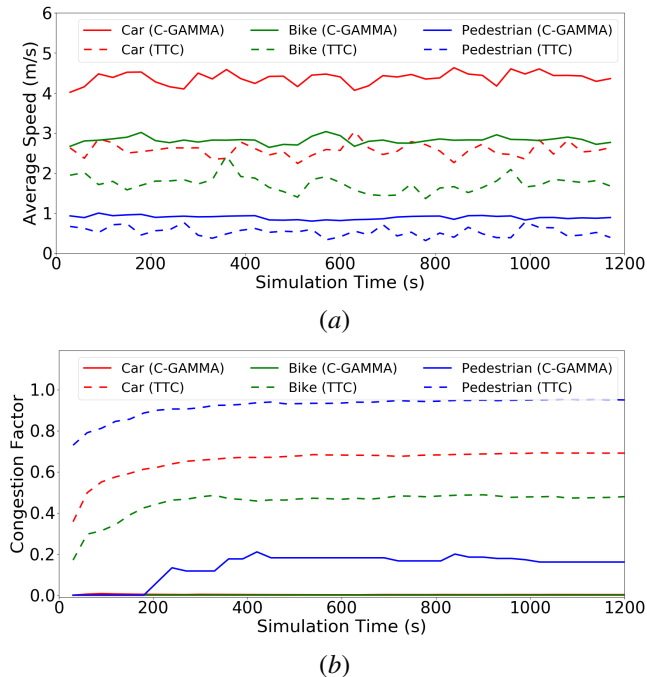 Car (C-GAMMA) Bike (C-GAMMA) Pedestrian (C-GAMMA)
Car (TTC) Bike (TTC) Pedestrian (TTC)
Average Speed (m/s)
6
5
4
3
2
1
0
0 200 400 600 800 1000 1200
Simulation Time (s)
(a)
Car (C-GAMMA) Bike (C-GAMMA) Pedestrian (C-GAMMA)
Car (TTC) Bike (TTC) Pedestrian (TTC)
Congestion Factor
1.0
0.8
0.6
0.4
0.2
0.0
0 200 400 600 800 1000 1200
Simulation Time (s)
(b)